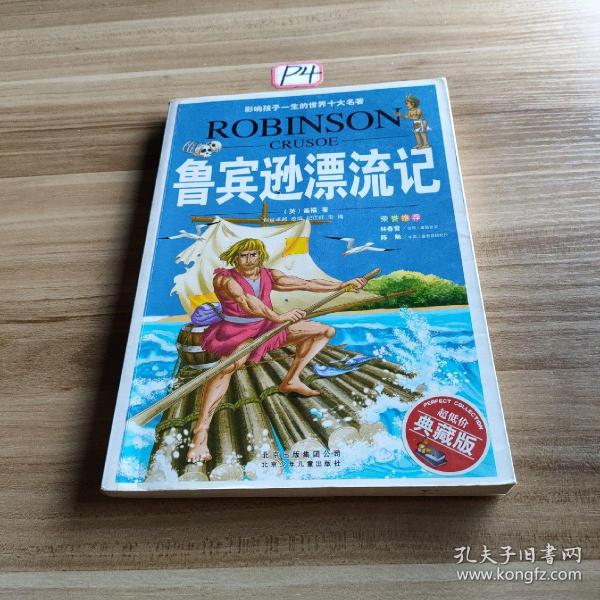 P4
影响孩子一生的世界十大名著
ROBINSON
CRUSOE
鲁宾逊漂流记
（英）笛福 著
荣誉推荐
林春雷
陈 勉
PERFECT COLLECTION
超低价
典藏版
北京出版集团公司
北京少年儿童出版社
孔夫子旧书网
www.kongfz.com